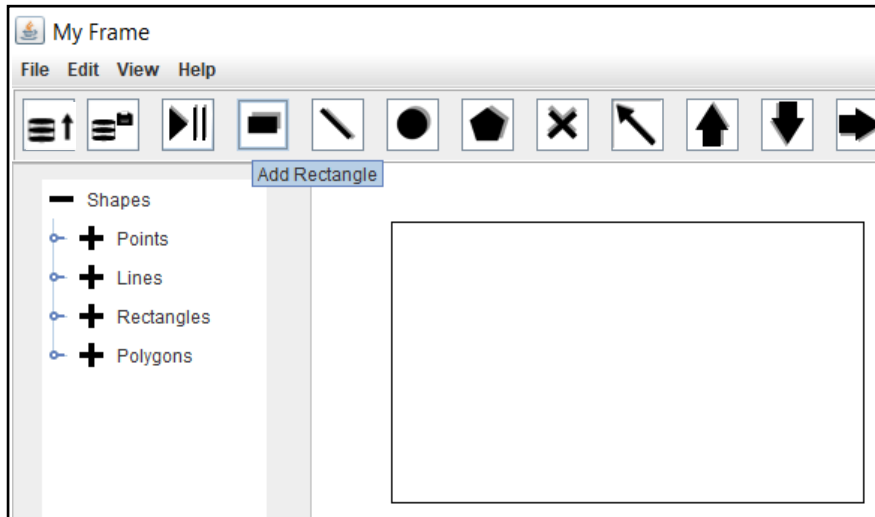 My Frame
File Edit View Help
Add Rectangle
Shapes
Points
Lines
Rectangles
Polygons